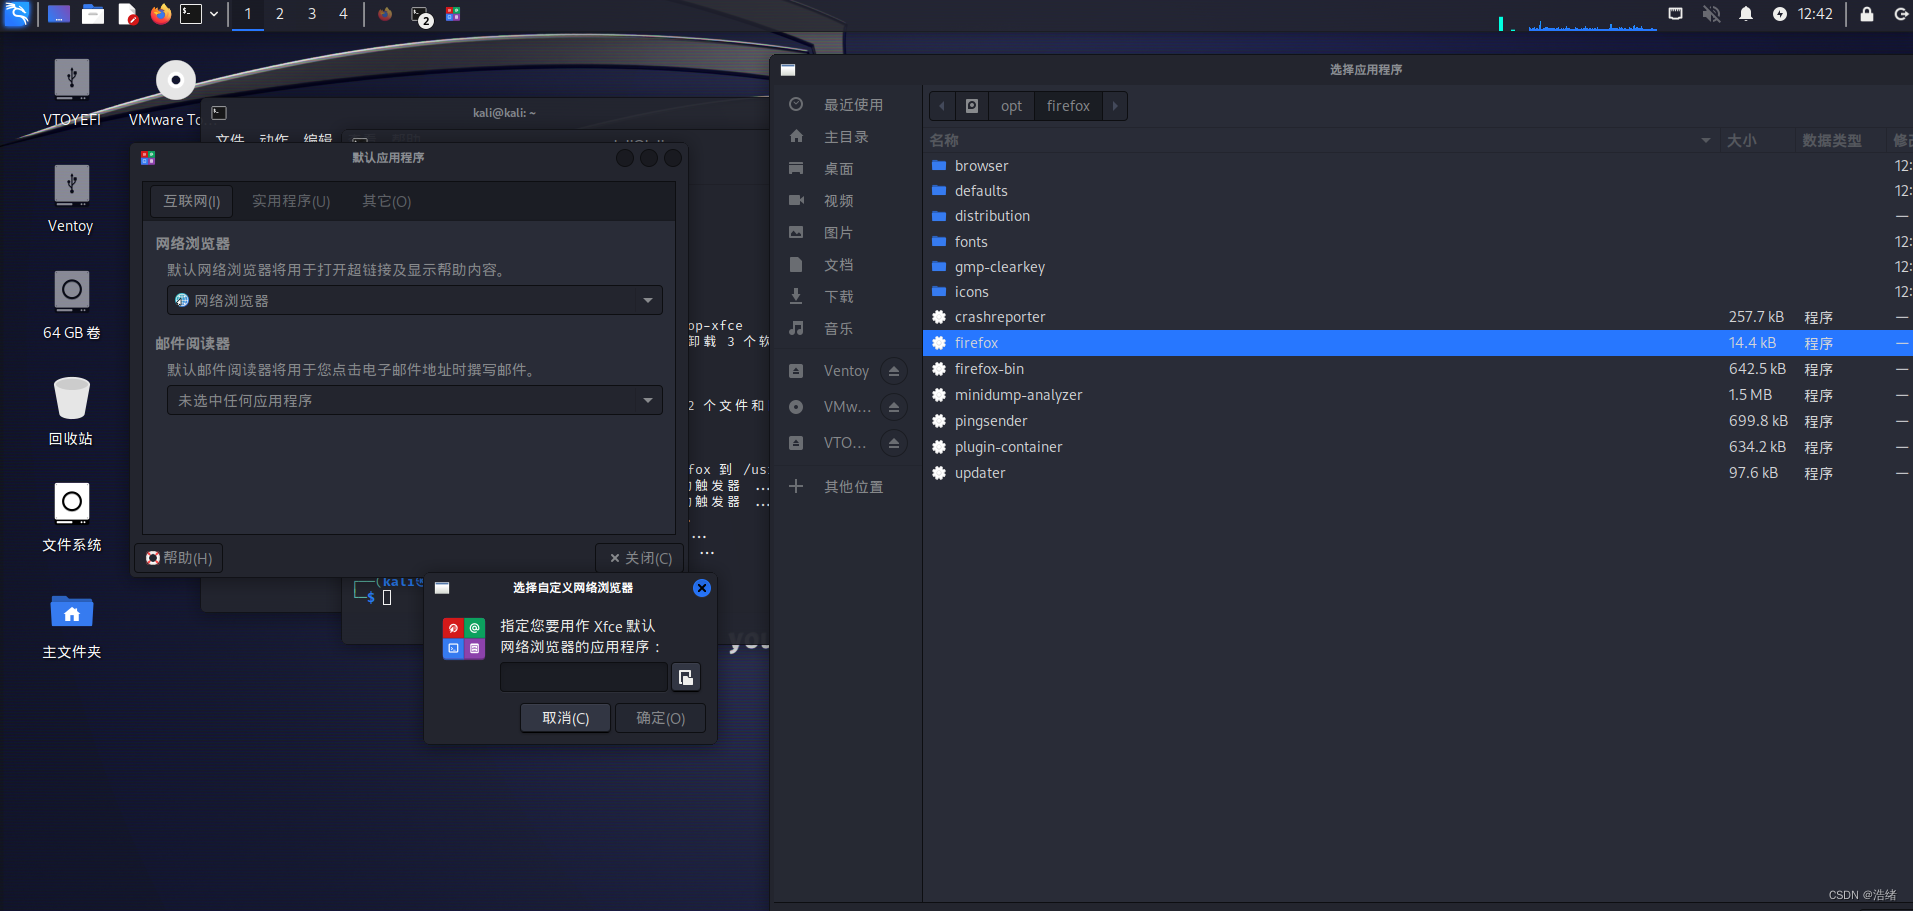 1 2 3 4
2
12:42
VTOYEFI
VMware To
Ventoy
64 GB 卷
回收站
文件系统
主文件夹
kali@kali: ~
文件 动作 编辑
默认应用程序
互联网(I) 实用程序(U) 其它(O)
网络浏览器
默认网络浏览器将用于打开超链接及显示帮助内容。
网络浏览器
邮件阅读器
默认邮件阅读器将用于您点击电子邮件地址时撰写邮件。
未选中任何应用程序
帮助(H)
关闭(C)
op-xfce
卸载 3 个软
2 个文件和
fox 到 /us
的触发器 ...
的触发器 ...
...
...
(kali@
$
you
选择自定义网络浏览器
指定您要用作 Xfce 默认
网络浏览器的应用程序：
取消(C) 确定(O)
选择应用程序
最近使用
主目录
桌面
视频
图片
文档
下载
音乐
Ventoy
VMw...
VTO...
其他位置
opt firefox
名称 大小 数据类型 修改
browser 12:
defaults 12:
distribution —
fonts 12:
gmp-clearkey 12:
icons 12:
crashreporter 257.7 kB 程序 —
firefox 14.4 kB 程序 —
firefox-bin 642.5 kB 程序 —
minidump-analyzer 1.5 MB 程序 —
pingsender 699.8 kB 程序 —
plugin-container 634.2 kB 程序 —
updater 97.6 kB 程序 —
CSDN @浩绪